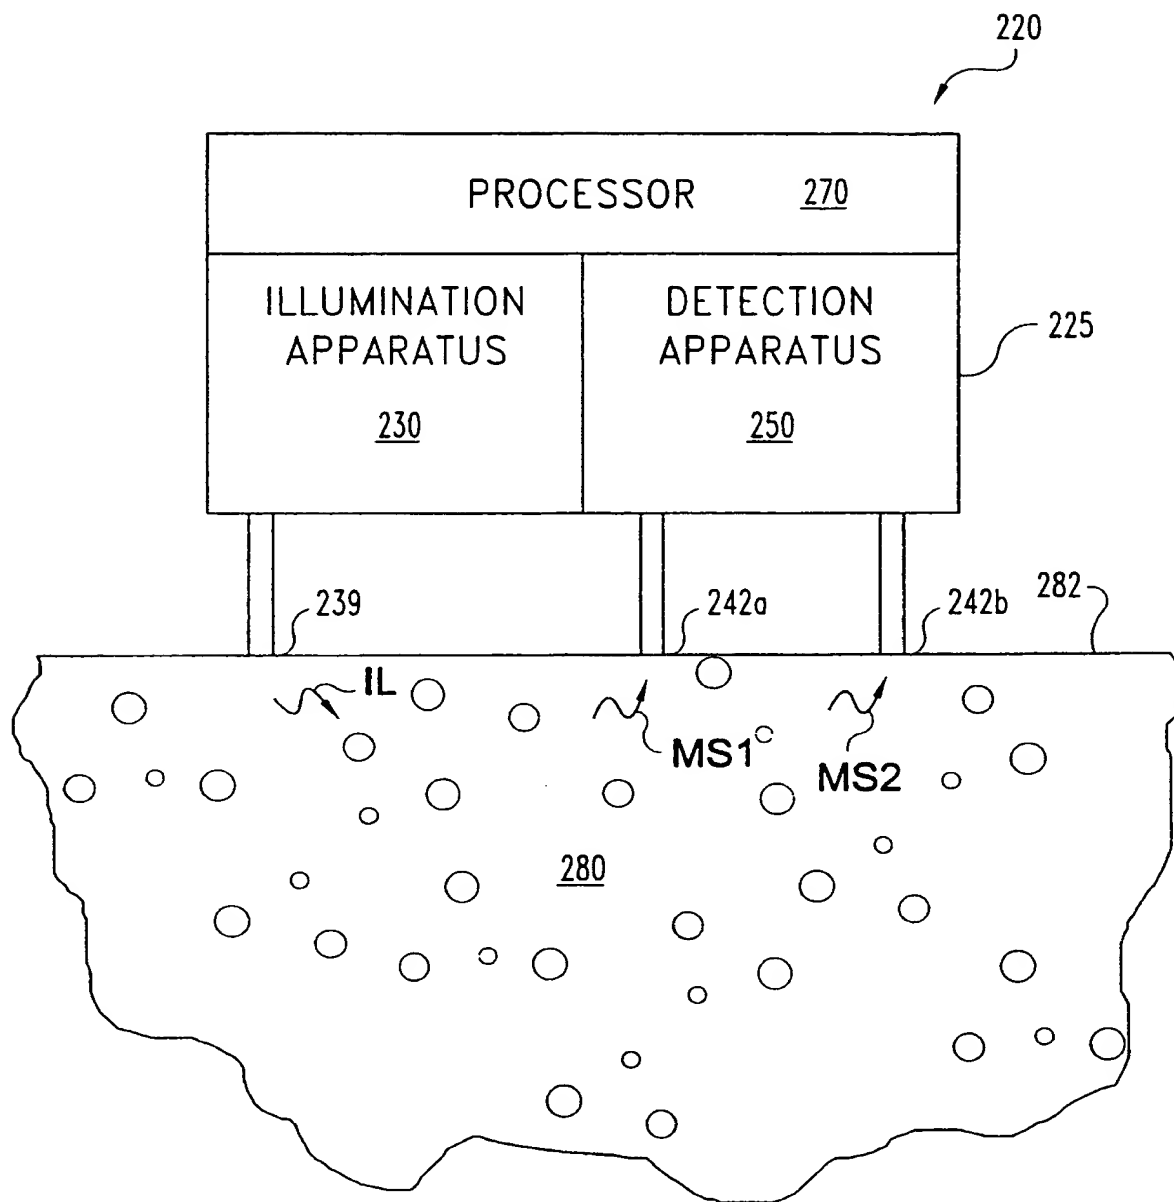 220
PROCESSOR 270
ILLUMINATION
APPARATUS
230
DETECTION
APPARATUS
250
225
239
242a
242b
282
IL
MS1
MS2
280